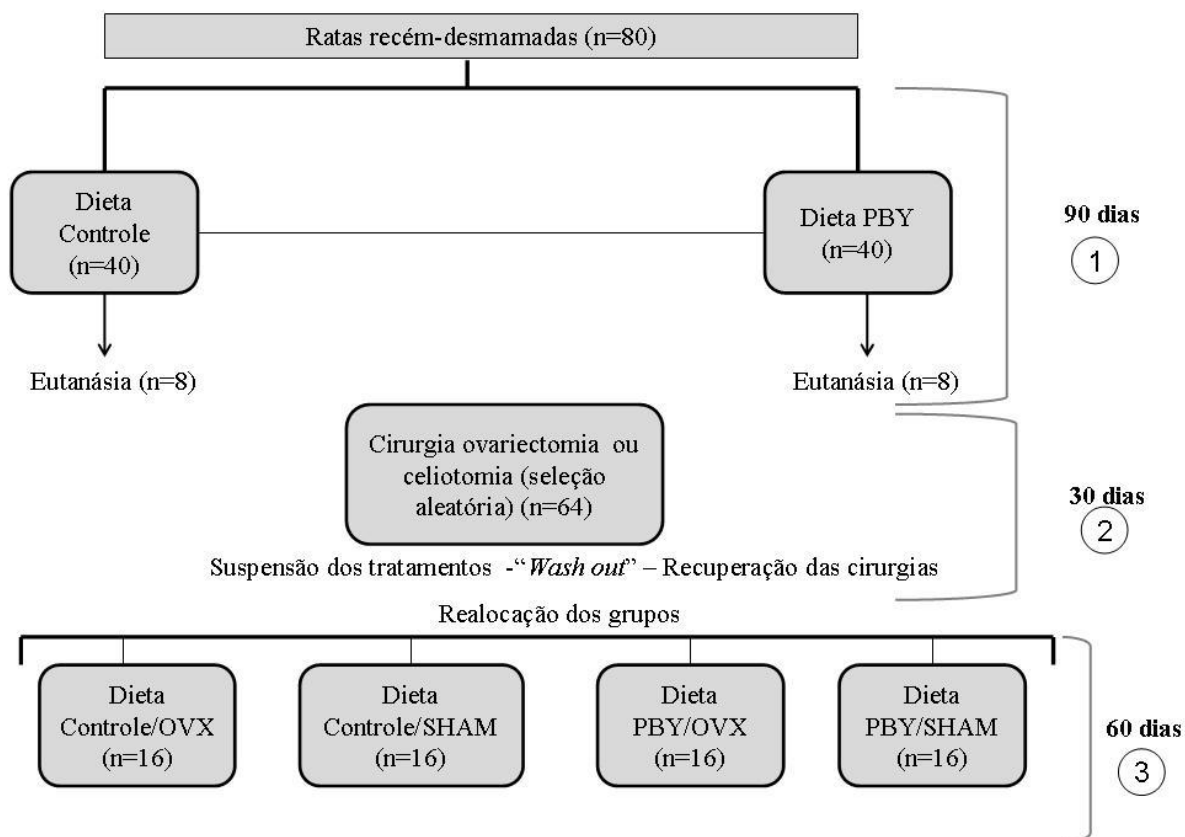 Ratas recém-desmamadas (n=80)
Dieta
Controle
(n=40)
Dieta PBY
(n=40)
90 dias
1
Eutanásia (n=8)
Eutanásia (n=8)
Cirurgia ovariectomia ou
celiotomia (seleção
aleatória) (n=64)
30 dias
2
Suspensão dos tratamentos -“Wash out” – Recuperação das cirurgias
Realocação dos grupos
Dieta
Controle/OVX
(n=16)
Dieta
Controle/SHAM
(n=16)
Dieta
PBY/OVX
(n=16)
Dieta
PBY/SHAM
(n=16)
60 dias
3